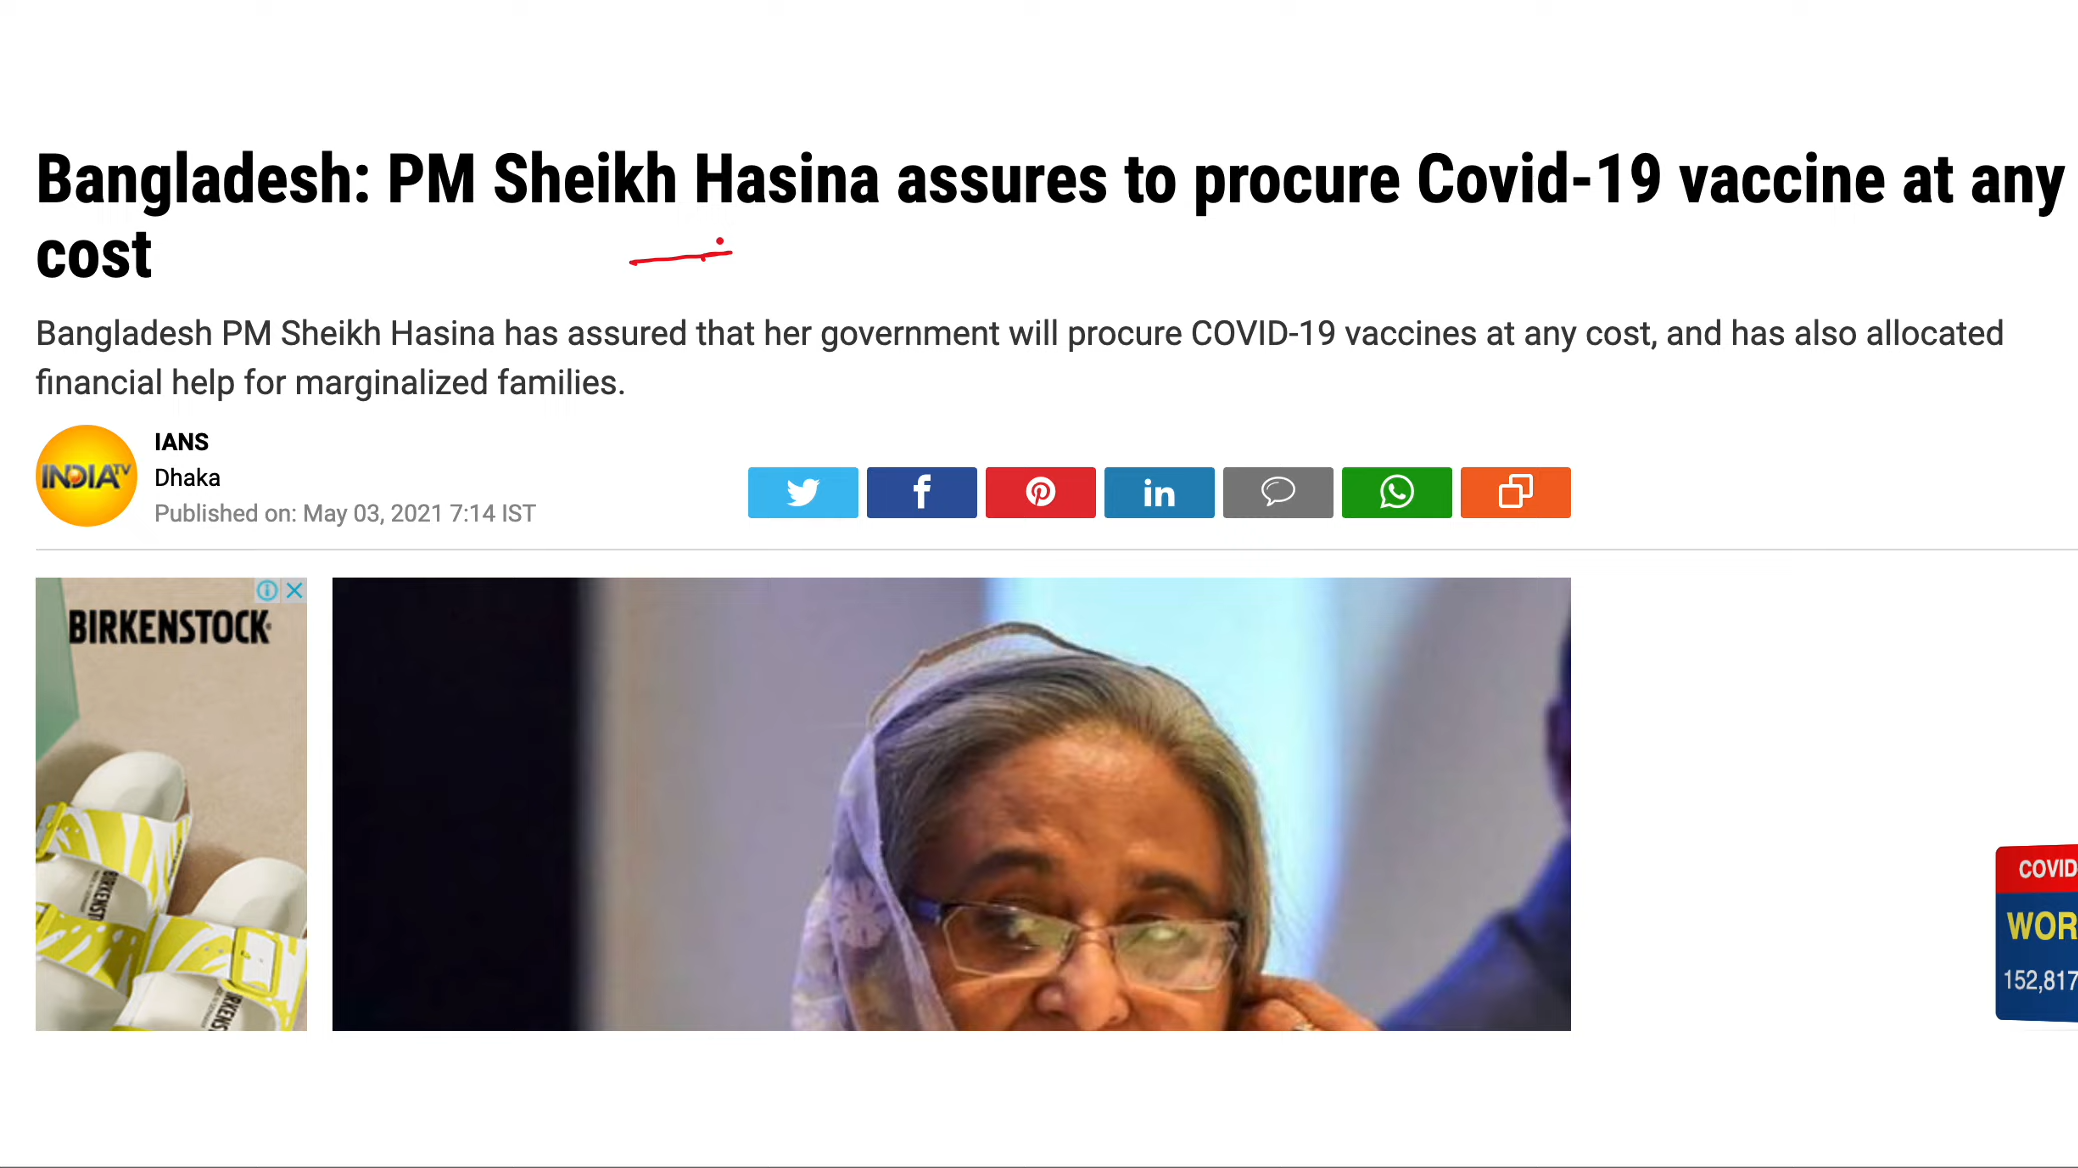 Bangladesh: PM Sheikh Hasina assures to procure Covid-19 vaccine at any
cost
Bangladesh PM Sheikh Hasina has assured that her government will procure COVID-19 vaccines at any cost, and has also allocated
financial help for marginalized families.
INDIA TV
IANS
Dhaka
Published on: May 03, 2021 7:14 IST
f
in
BIRKENSTOCK
COVID
WOR
152,817